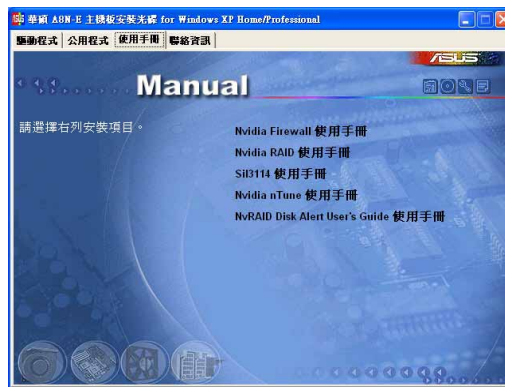 華碩 A8N-E 主機板安裝光碟 for Windows XP Home/Professional
驅動程式 公用程式 使用手冊 聯絡資訊
ASUS
Manual
請選擇右列安裝項目。
Nvidia Firewall 使用手冊
Nvidia RAID 使用手冊
Sil3114 使用手冊
Nvidia nTune 使用手冊
NvRAID Disk Alert User's Guide 使用手冊